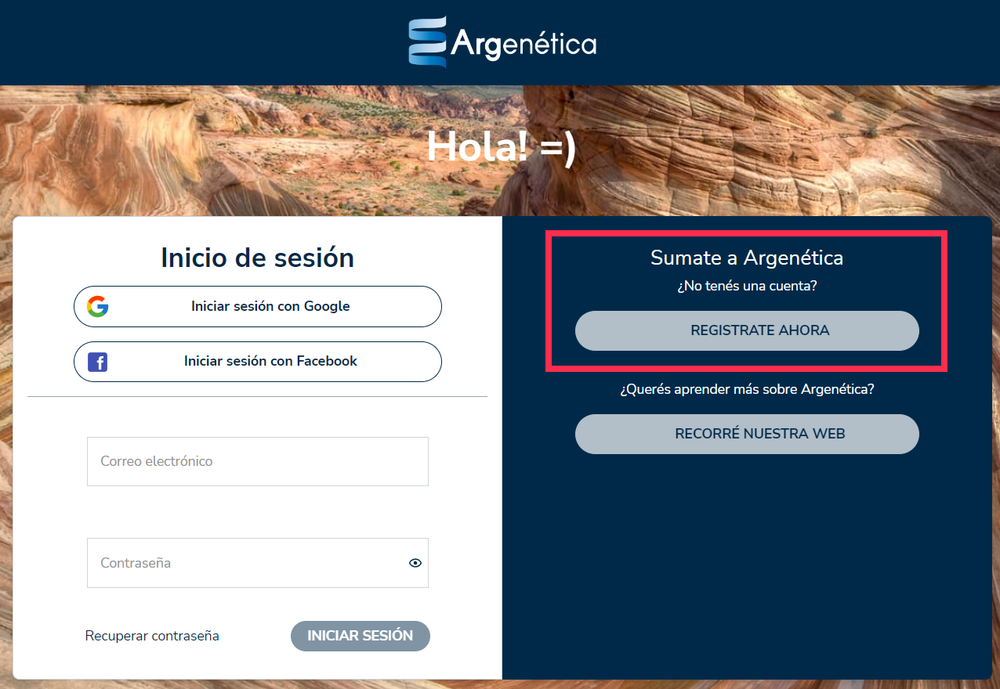 Argenética
Hola! =)
Inicio de sesión
Iniciar sesión con Google
Iniciar sesión con Facebook
Correo electrónico
Contraseña
Recuperar contraseña
INICIAR SESIÓN
Sumate a Argenética
¿No tenés una cuenta?
REGISTRATE AHORA
¿Querés aprender más sobre Argenética?
RECORRÉ NUESTRA WEB